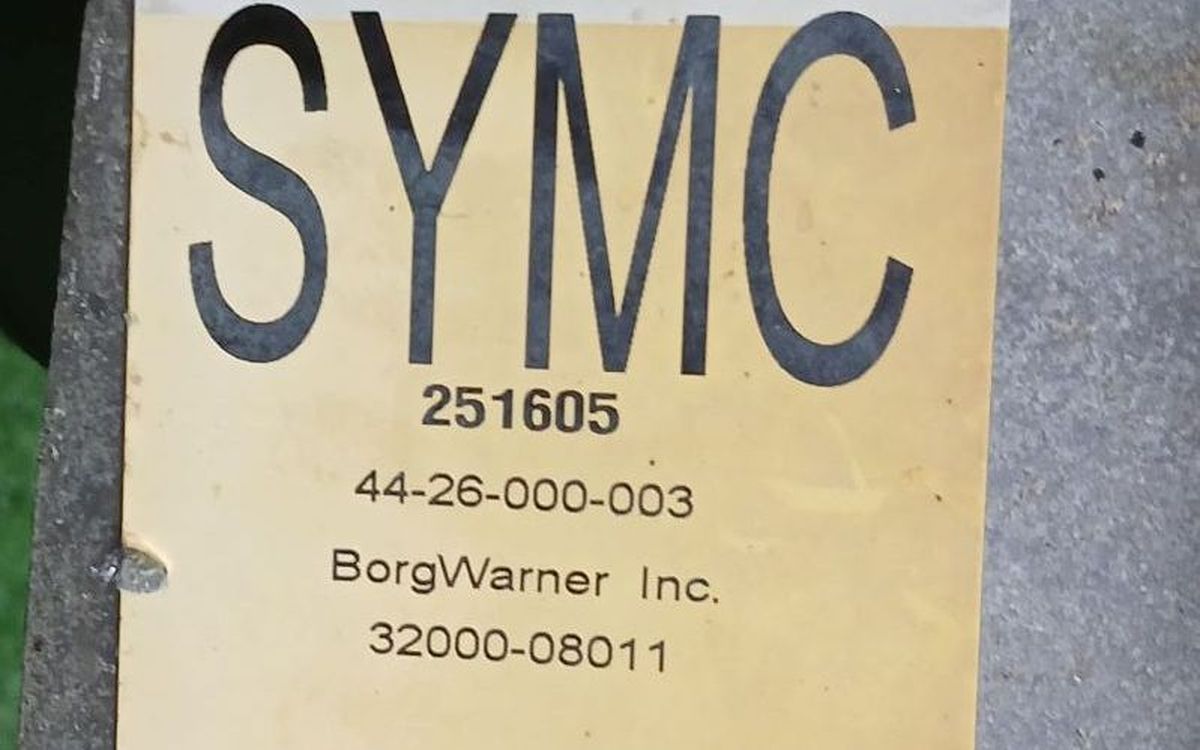 SYMC
251605
44-26-000-003
BorgWarner Inc.
32000-08011